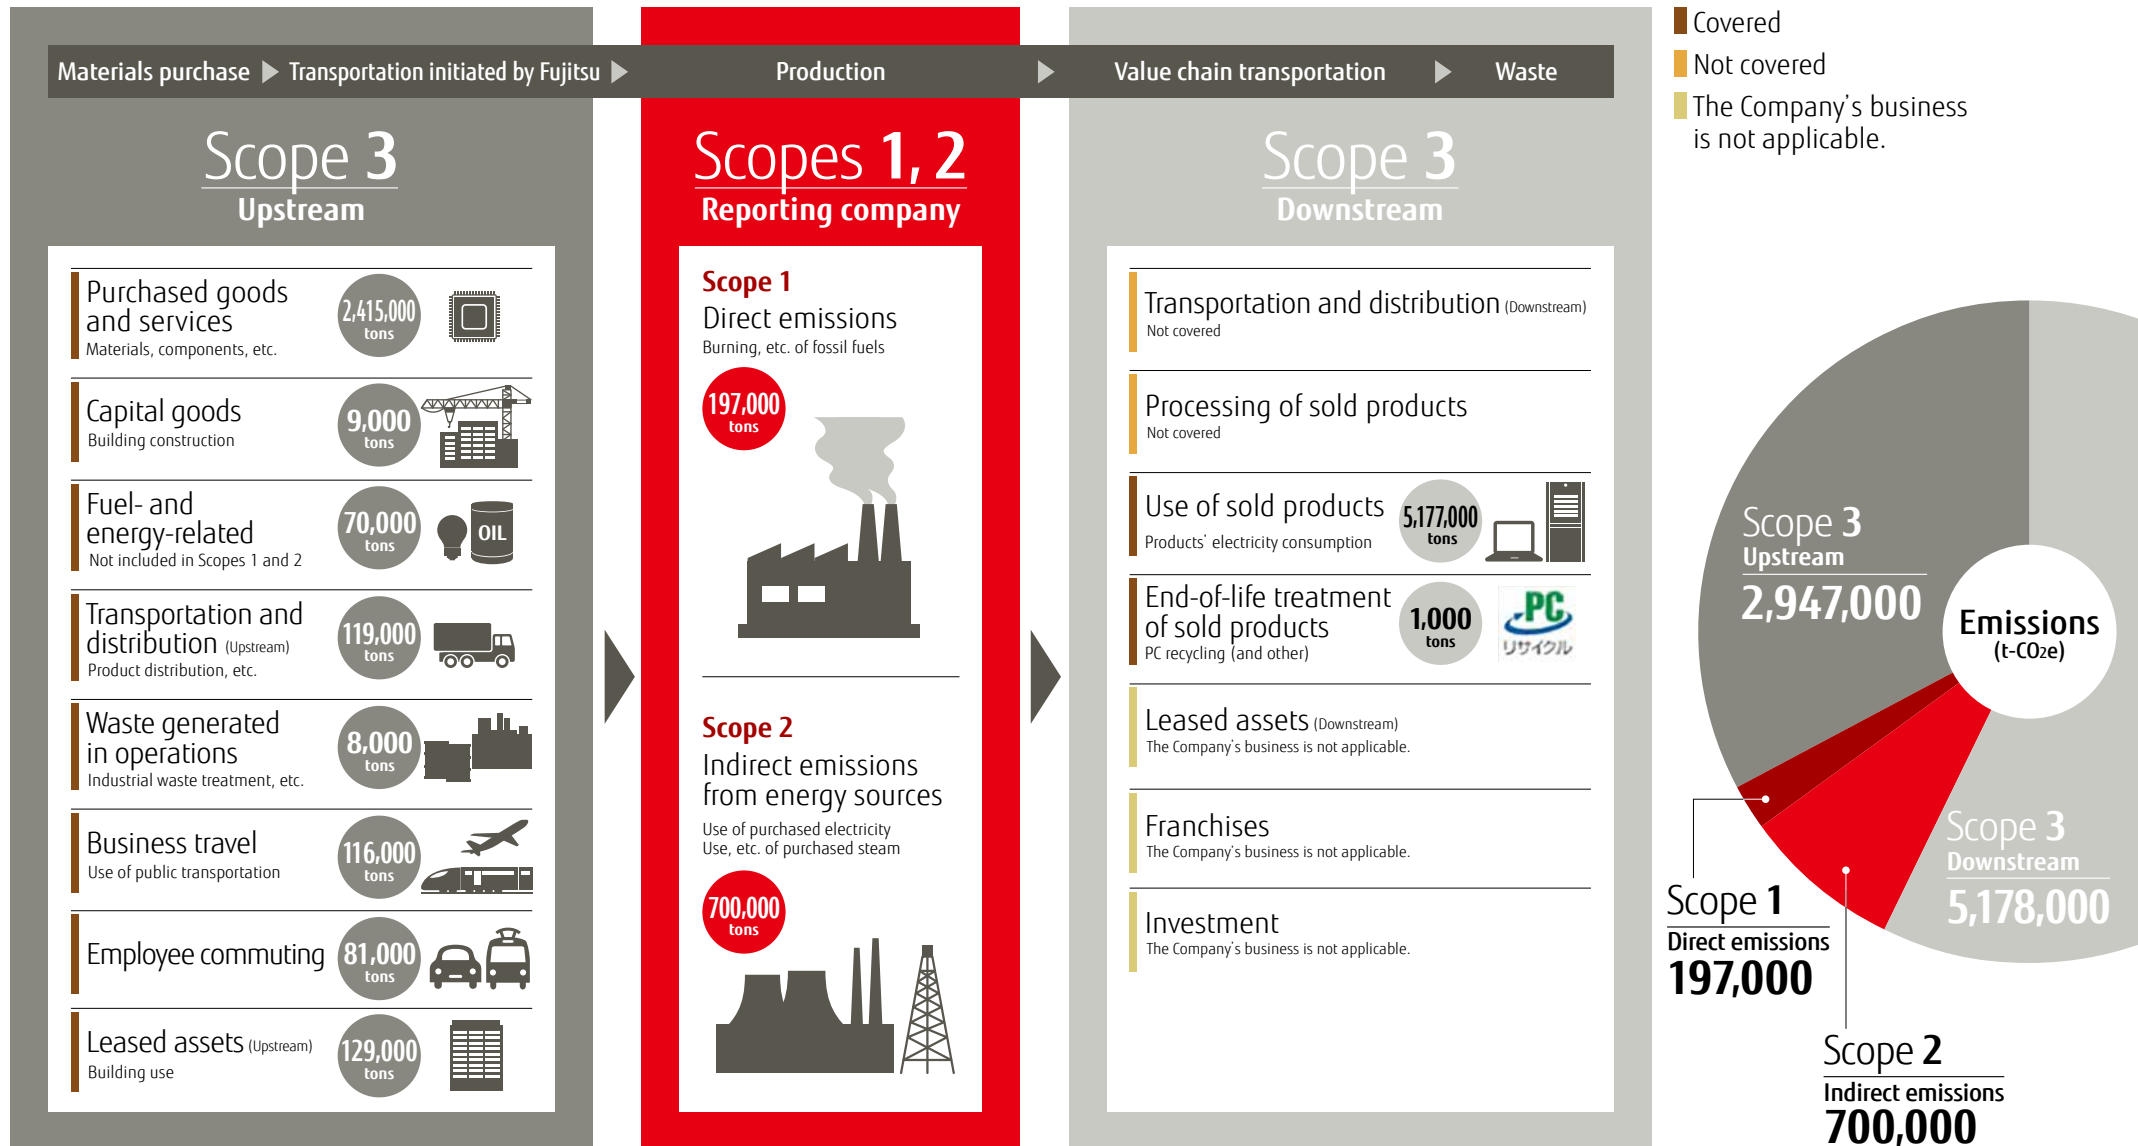 Materials purchase
Transportation initiated by Fujitsu
Production
Value chain transportation
Waste
Scope 3
Upstream
Purchased goods
and services
Materials, components, etc.
2,415,000
tons
Capital goods
Building construction
9,000
tons
Fuel- and
energy-related
Not included in Scopes 1 and 2
70,000
tons
OIL
Transportation and
distribution (Upstream)
Product distribution, etc.
119,000
tons
Waste generated
in operations
Industrial waste treatment, etc.
8,000
tons
Business travel
Use of public transportation
116,000
tons
Employee commuting
81,000
tons
Leased assets (Upstream)
Building use
129,000
tons
Scopes 1, 2
Reporting company
Scope 1
Direct emissions
Burning, etc. of fossil fuels
197,000
tons
Scope 2
Indirect emissions
from energy sources
Use of purchased electricity
Use, etc. of purchased steam
700,000
tons
Scope 3
Downstream
Transportation and distribution (Downstream)
Not covered
Processing of sold products
Not covered
Use of sold products
Products' electricity consumption
5,177,000
tons
End-of-life treatment
of sold products
PC recycling (and other)
1,000
tons
PC
リサイクル
Leased assets (Downstream)
The Company's business is not applicable.
Franchises
The Company's business is not applicable.
Investment
The Company's business is not applicable.
Covered
Not covered
The Company's business
is not applicable.
Scope 3
Upstream
2,947,000
Emissions
(t-CO2e)
Scope 3
Downstream
5,178,000
Scope 1
Direct emissions
197,000
Scope 2
Indirect emissions
700,000